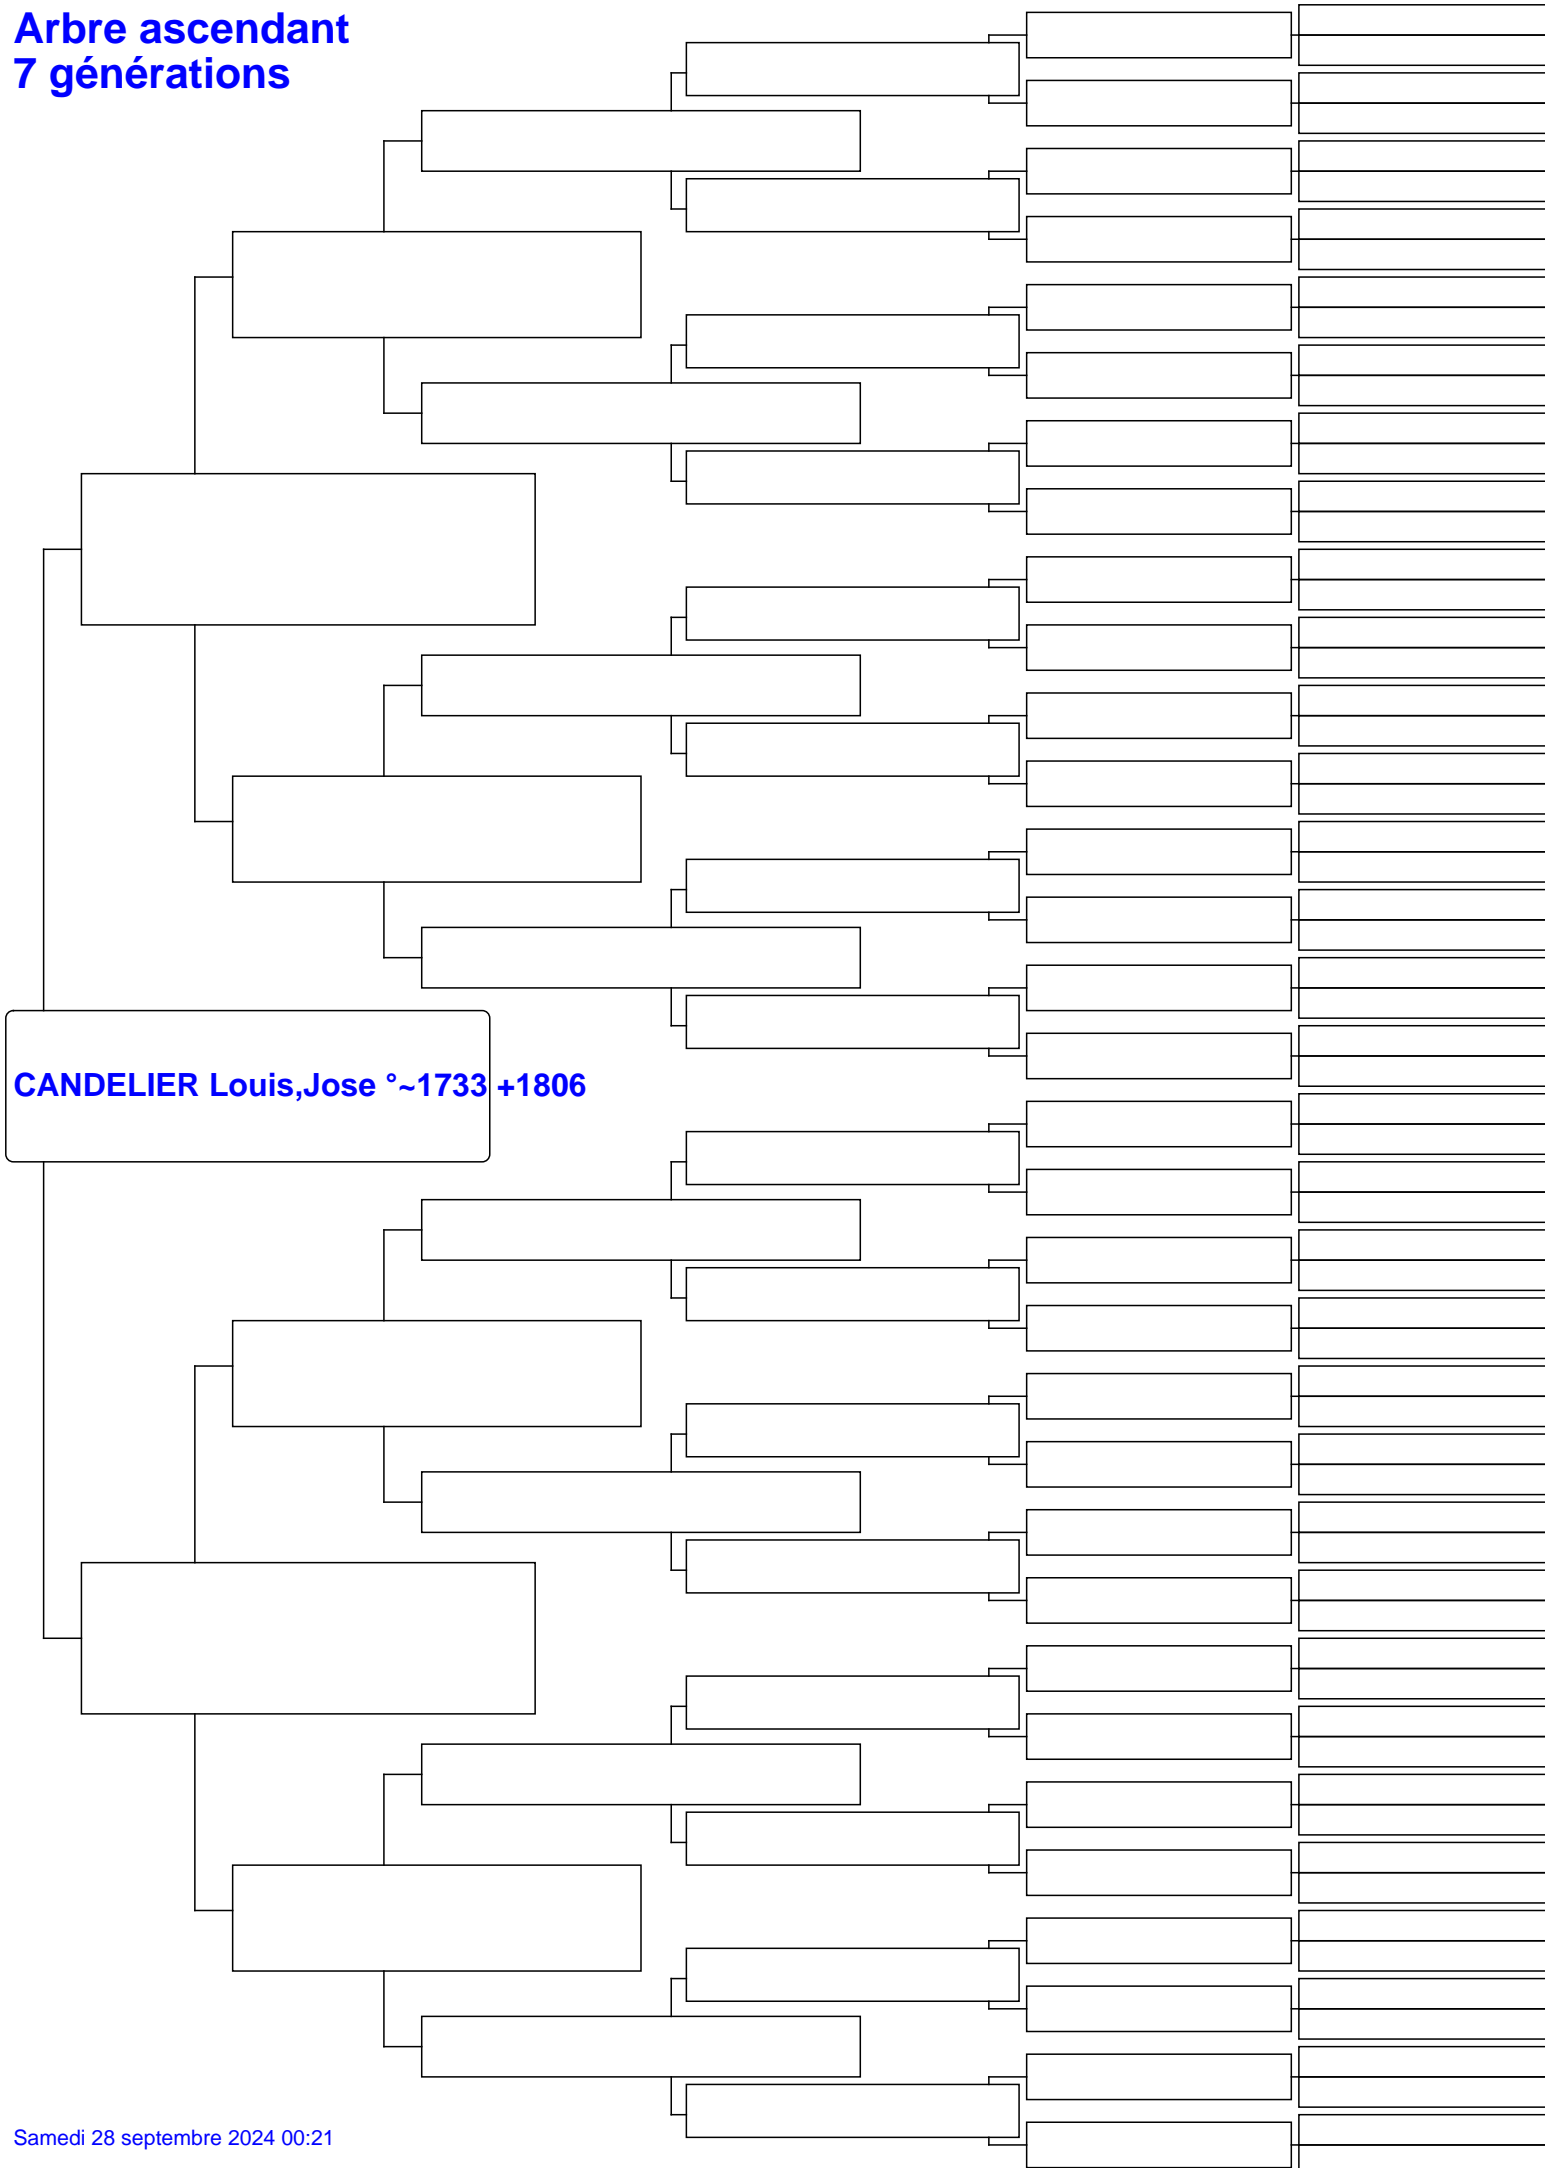 Arbre ascendant
7 générations
CANDELIER Louis,Jose °~1733 +1806
Samedi 28 septembre 2024 00:21